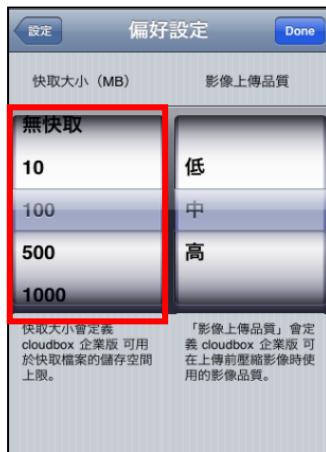 設定
偏好設定
Done
快取大小（MB）
影像上傳品質
無快取
10
100
500
1000
低
中
高
快取大小會定義
cloudbox 企業版 可用
於快取檔案的儲存空間
上限。
「影像上傳品質」會定
義 cloudbox 企業版 可
在上傳前壓縮影像時使
用的影像品質。